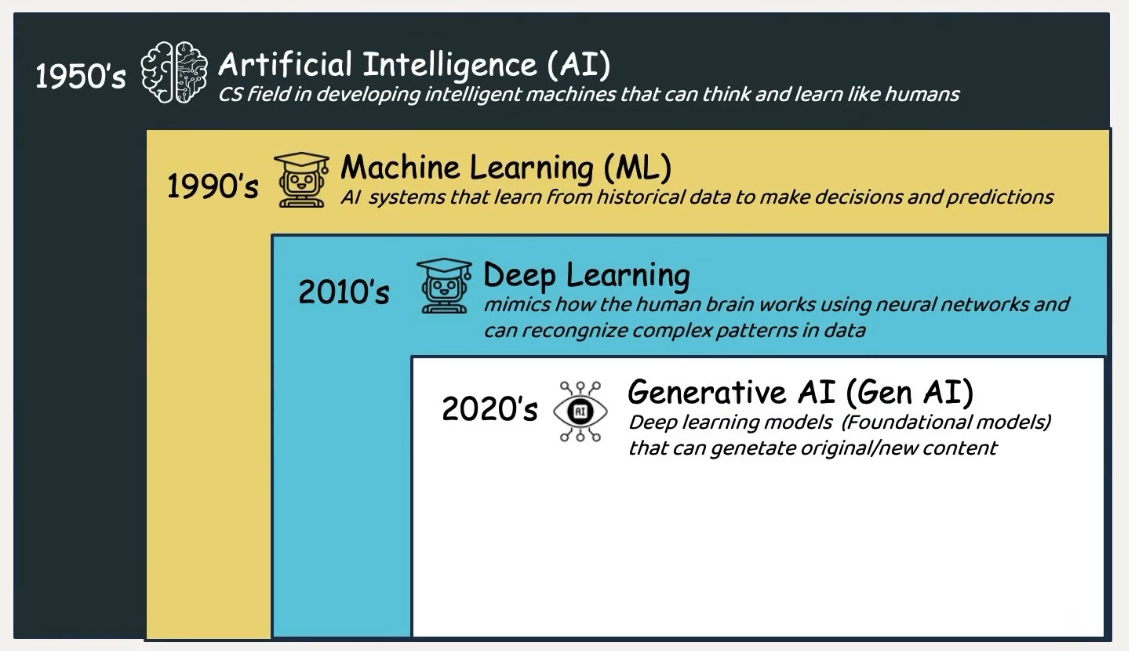 1950's
Artificial Intelligence (AI)
CS field in developing intelligent machines that can think and learn like humans
1990's
Machine Learning (ML)
AI systems that learn from historical data to make decisions and predictions
2010's
Deep Learning
mimics how the human brain works using neural networks and
can recongnize complex patterns in data
2020's
AI
Generative AI (Gen AI)
Deep learning models (Foundational models)
that can genetate original/new content